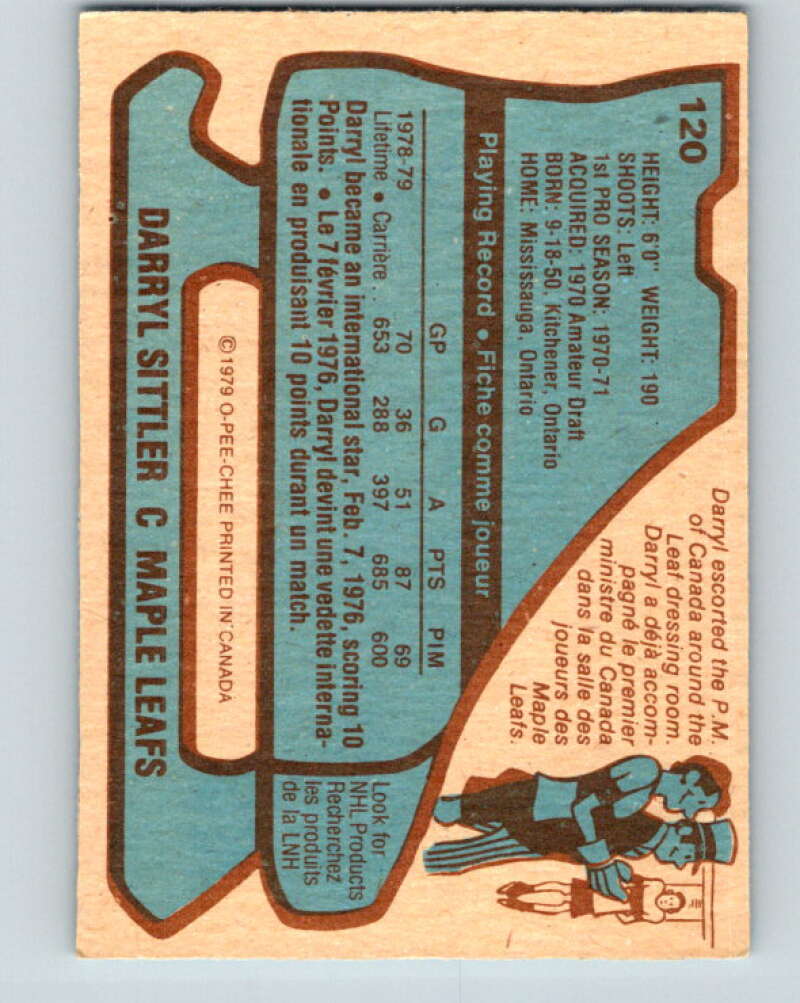 120
HEIGHT: 6'0" WEIGHT: 190
SHOOTS: Left
1st PRO SEASON: 1970-71
ACQUIRED: 1970 Amateur Draft
BORN: 9-18-50, Kitchener, Ontario
HOME: Mississauga, Ontario
Darryl escorted the P.M.
of Canada around the
Leaf dressing room.
Darryl a déjà accom-
pagné le premier
ministre du Canada
dans la salle des
joueurs des
Maple
Leafs.
Playing Record • Fiche comme joueur
GP G A PTS PIM
1978-79 70 36 51 87 69
Lifetime • Carrière .. 653 288 397 685 600
Darryl became an international star, Feb. 7, 1976, scoring 10
Points. • Le 7 février 1976, Darryl devint une vedette interna-
tionale en produisant 10 points durant un match.
Look for
NHL Products
Recherchez
les produits
de la LNH
©1979 O-PEE-CHEE PRINTED IN CANADA
DARRYL SITTLER C MAPLE LEAFS